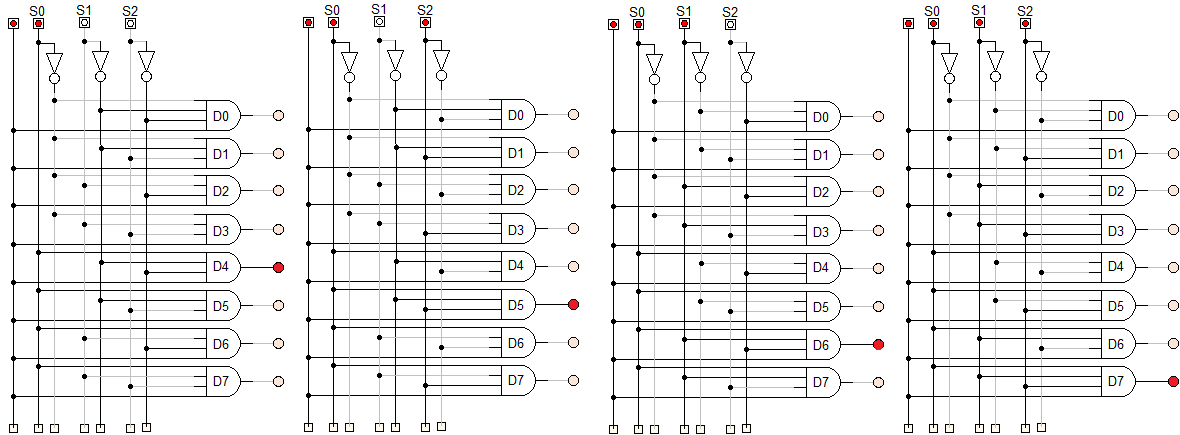 S0 S1 S2 S0 S1 S2 S0 S1 S2 S0 S1 S2
D0 D0 D0 D0
D1 D1 D1 D1
D2 D2 D2 D2
D3 D3 D3 D3
D4 D4 D4 D4
D5 D5 D5 D5
D6 D6 D6 D6
D7 D7 D7 D7